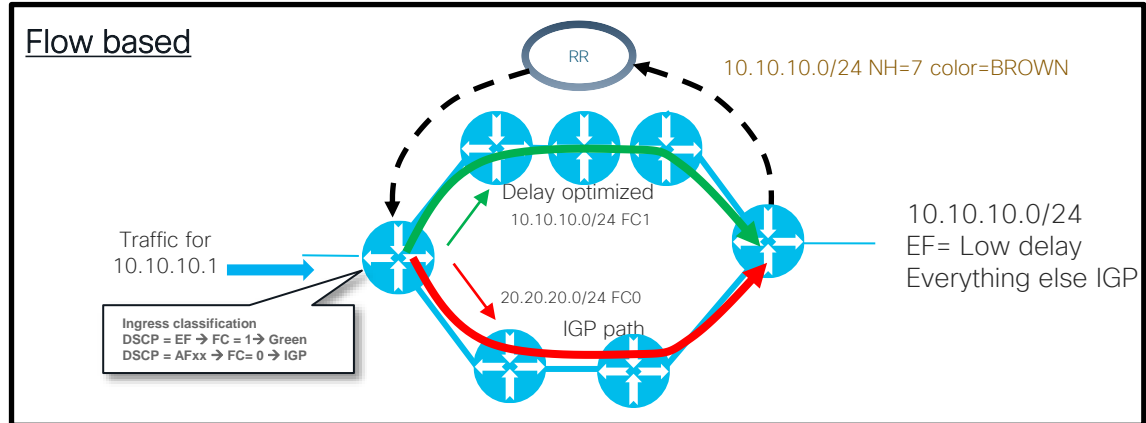 Flow based
RR
10.10.10.0/24 NH=7 color=BROWN
Delay optimized
10.10.10.0/24 FC1
Traffic for
10.10.10.1
10.10.10.0/24
EF= Low delay
Everything else IGP
20.20.20.0/24 FC0
IGP path
Ingress classification
DSCP = EF → FC = 1→ Green
DSCP = AFxx → FC= 0 → IGP